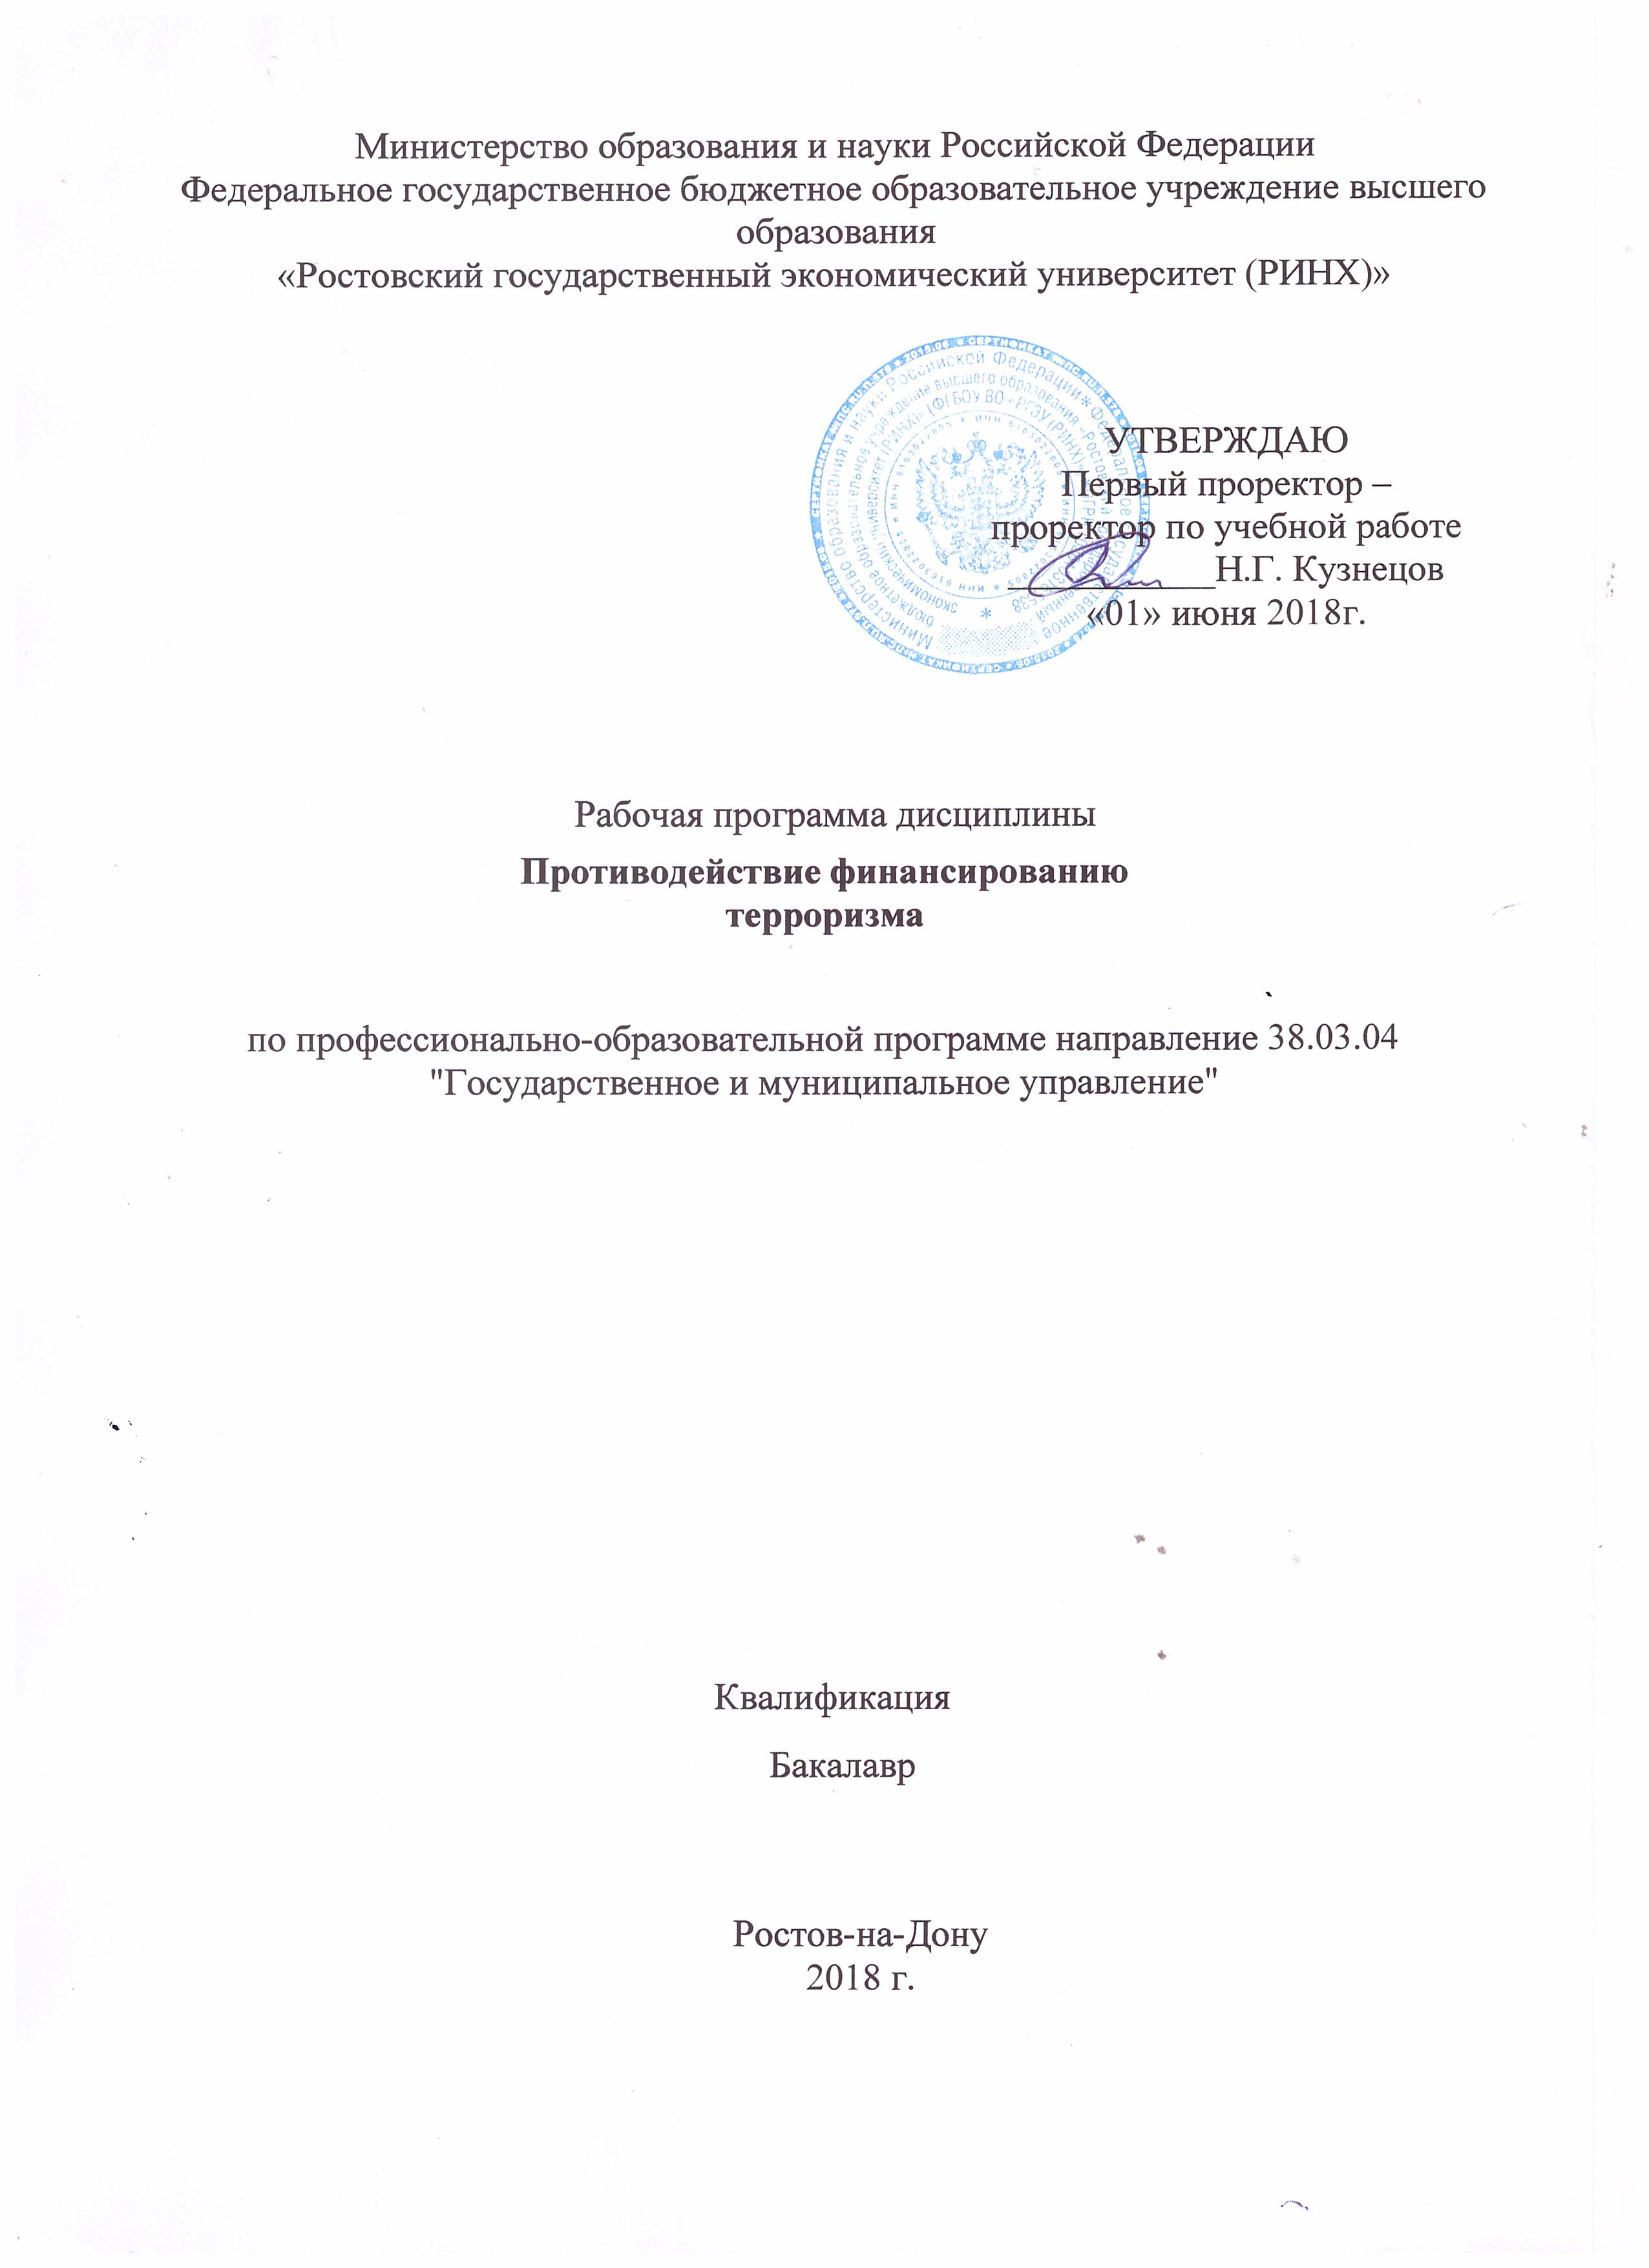 Министерство образования и науки Российской Федерации
Федеральное государственное бюджетное образовательное учреждение высшего
образования
«Ростовский государственный экономический университет (РИНХ)»
УТВЕРЖДАЮ
Первый проректор –
проректор по учебной работе
Н.Г. Кузнецов
«01» июня 2018г.
Рабочая программа дисциплины
Противодействие финансированию
терроризма
по профессионально-образовательной программе направление 38.03.04
"Государственное и муниципальное управление"
Квалификация
Бакалавр
Ростов-на-Дону
2018 г.